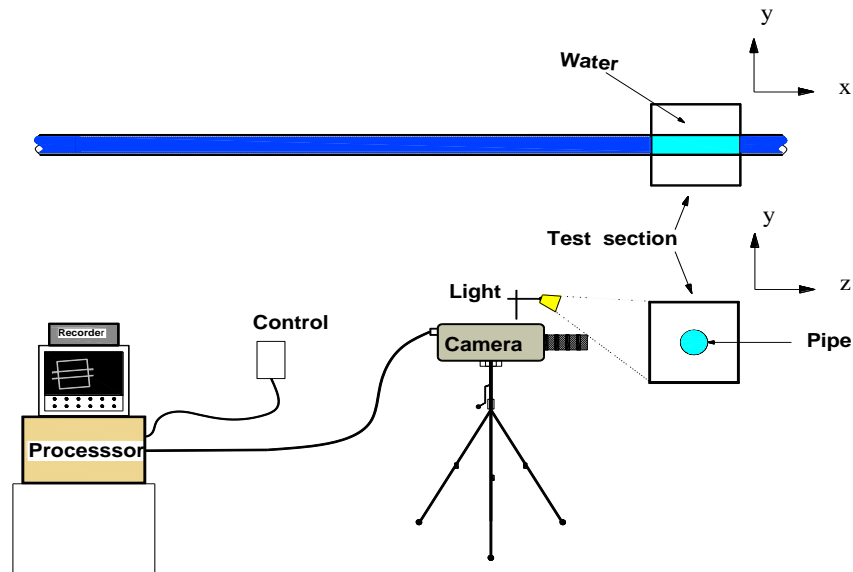 y
Water
x
y
Test section
Light
z
Control
Recorder
Camera
Pipe
Processsor